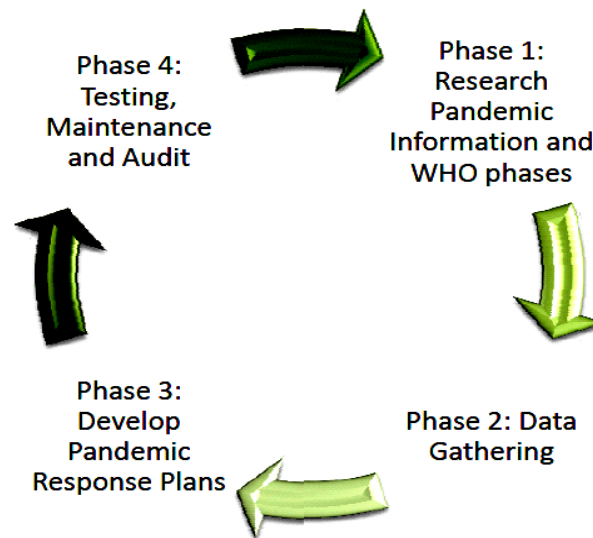 Phase 1:
Research
Pandemic
Information and
WHO phases
Phase 2: Data
Gathering
Phase 3:
Develop
Pandemic
Response Plans
Phase 4:
Testing,
Maintenance
and Audit